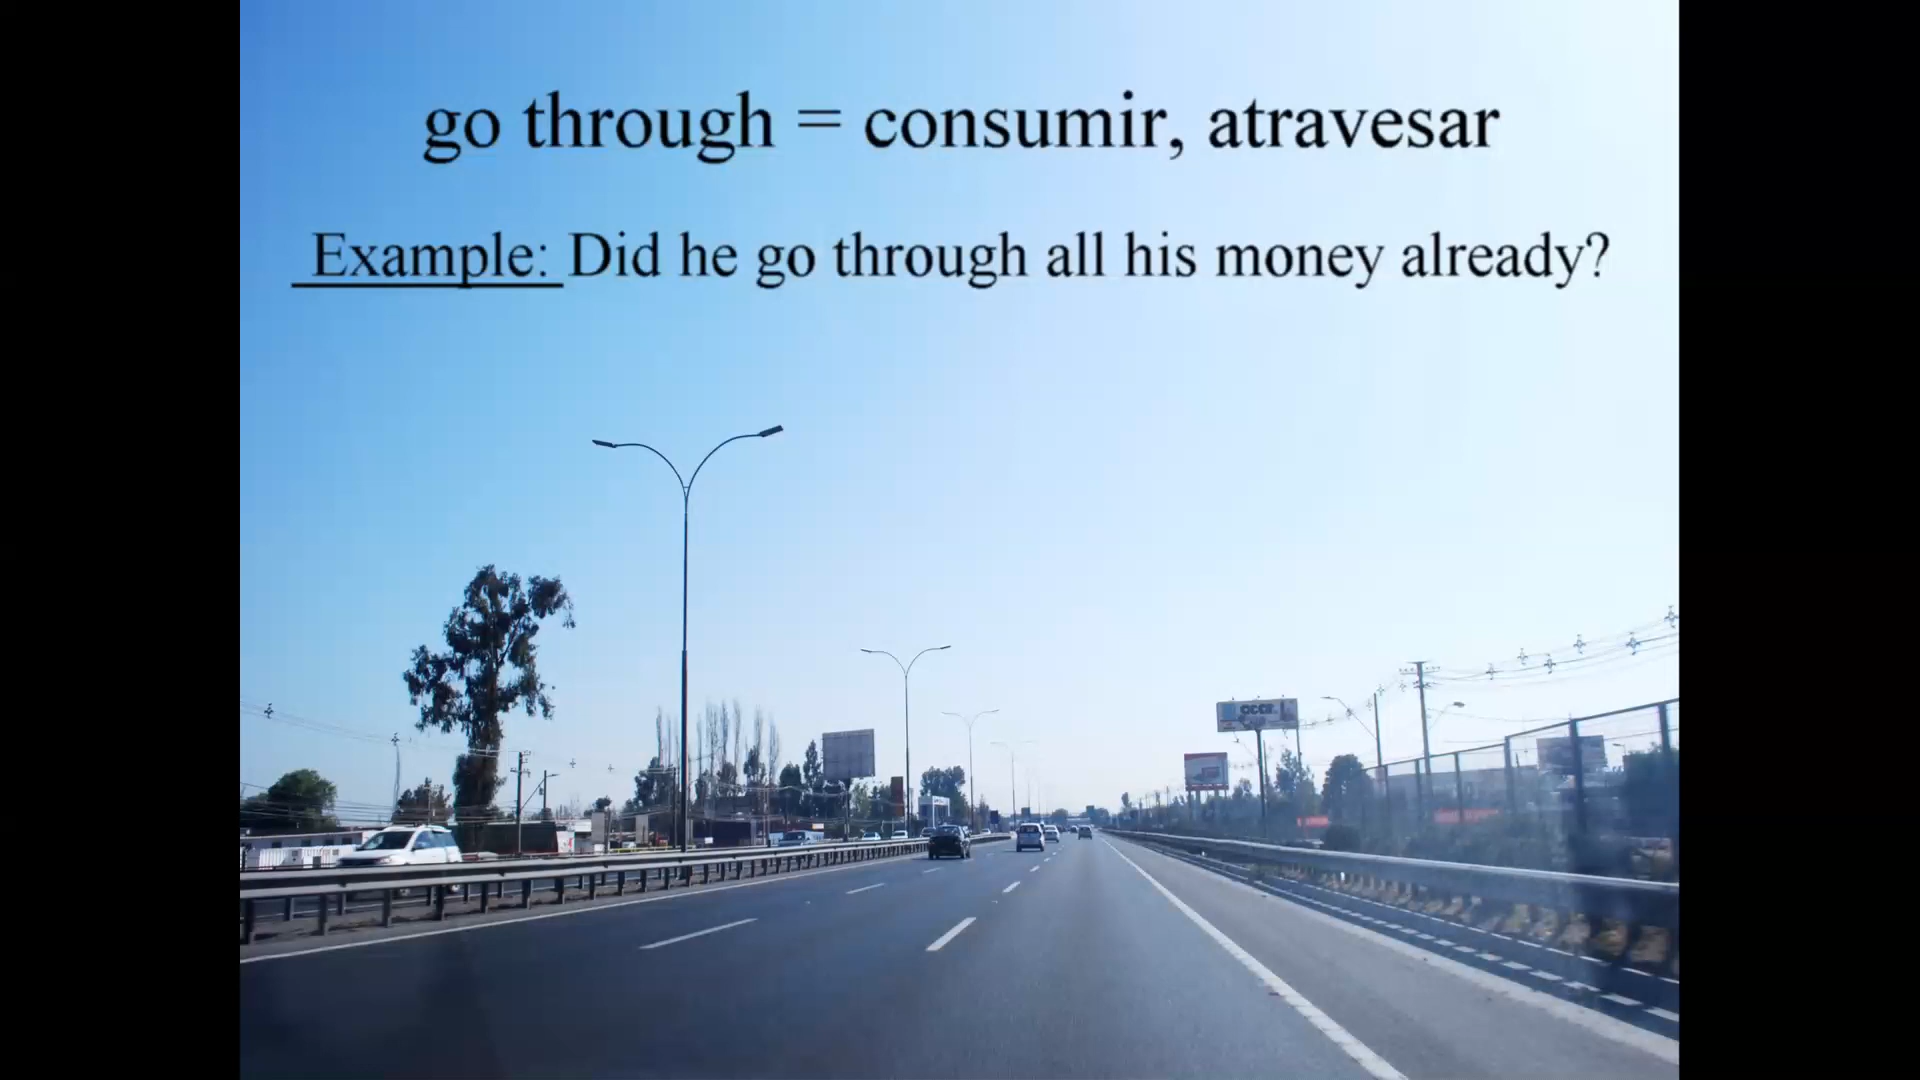 go through = consumir, atravesar
Example: Did he go through all his money already?